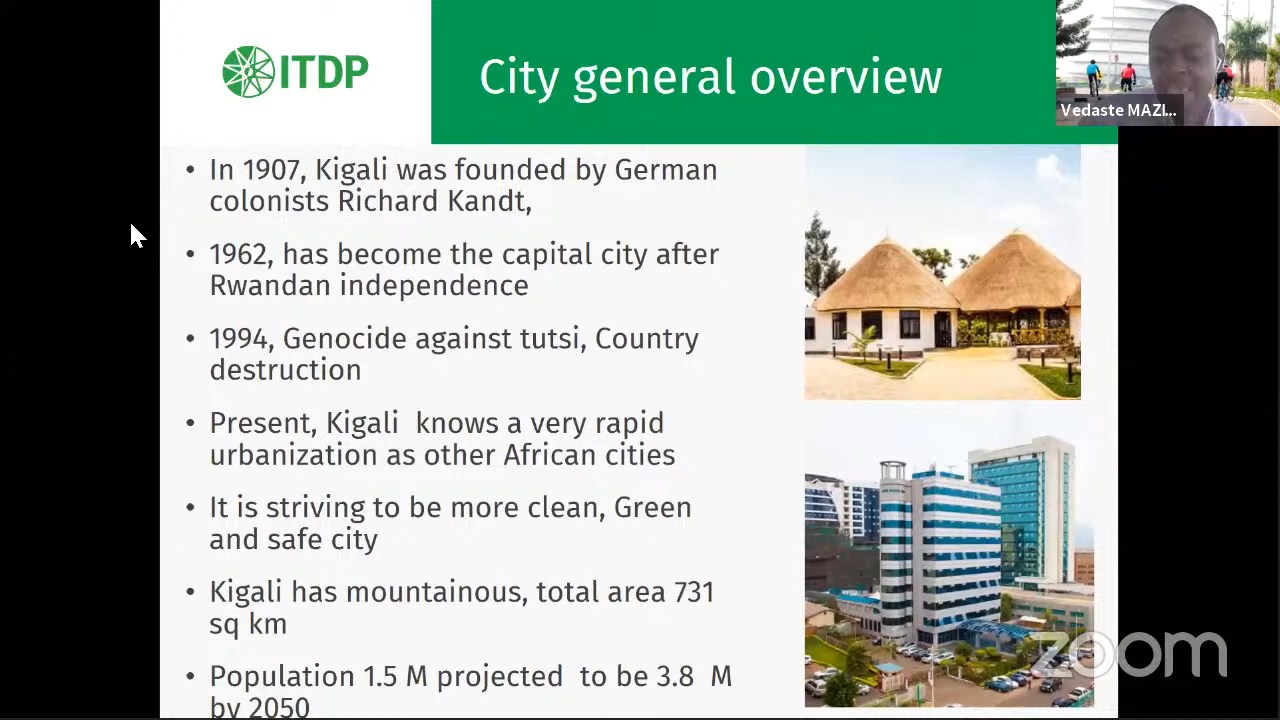 ITDP
City general overview
Vedaste MAZI...
• In 1907, Kigali was founded by German
colonists Richard Kandt,
• 1962, has become the capital city after
Rwandan independence
• 1994, Genocide against tutsi, Country
destruction
• Present, Kigali knows a very rapid
urbanization as other African cities
• It is striving to be more clean, Green
and safe city
• Kigali has mountainous, total area 731
sq km
• Population 1.5 M projected to be 3.8 M
by 2050
zoom